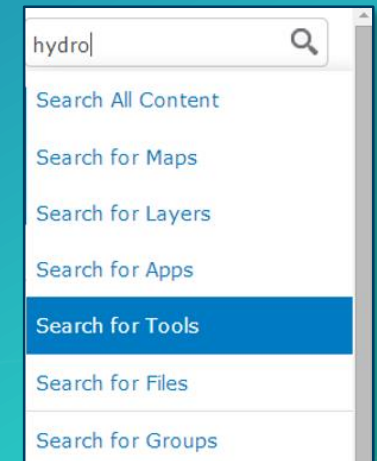 hydro
Search All Content
Search for Maps
Search for Layers
Search for Apps
Search for Tools
Search for Files
Search for Groups